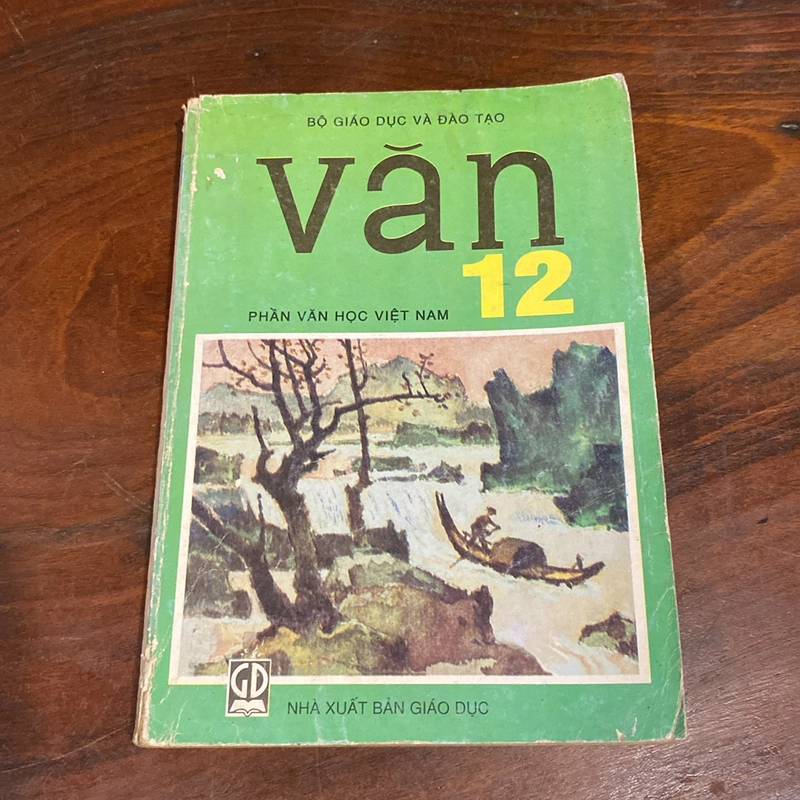 BỘ GIÁO DỤC VÀ ĐÀO TẠO
văn
12
PHẦN VĂN HỌC VIỆT NAM
GD
NHÀ XUẤT BẢN GIÁO DỤC